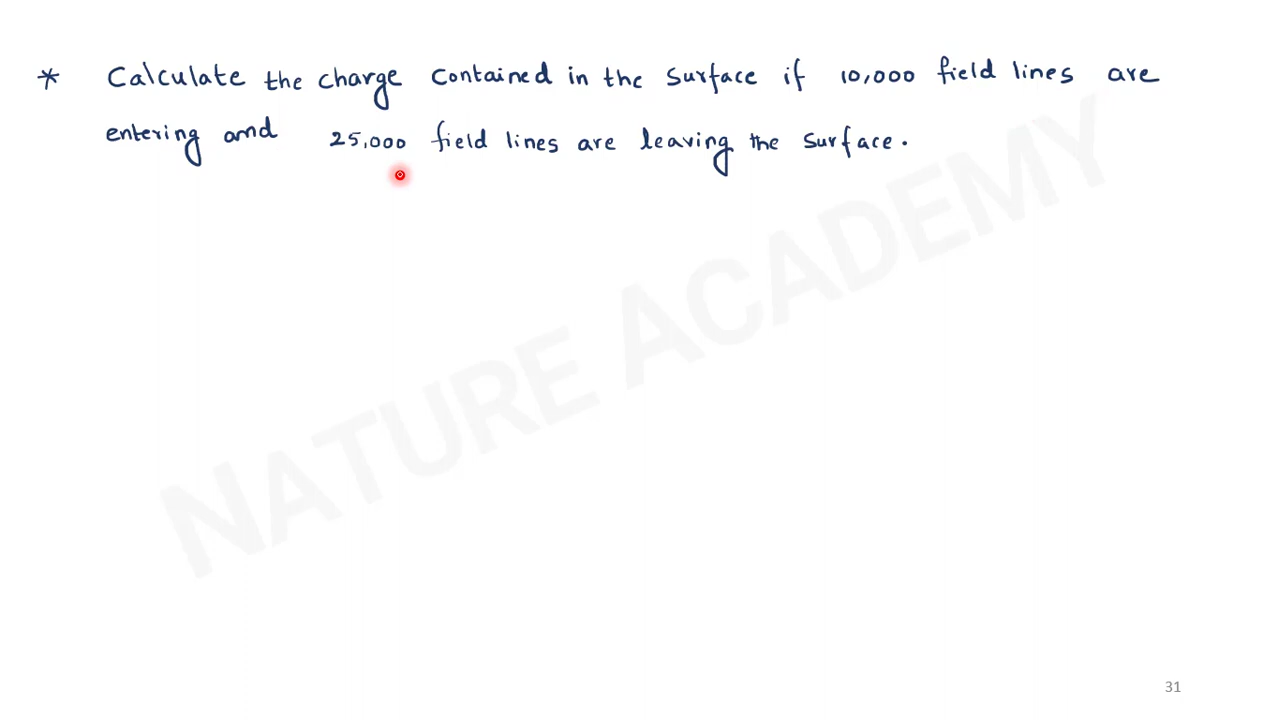 * Calculate the charge contained in the surface if 10,000 field lines are
entering and 25,000 field lines are leaving the surface.
NATURE ACADEMY
31